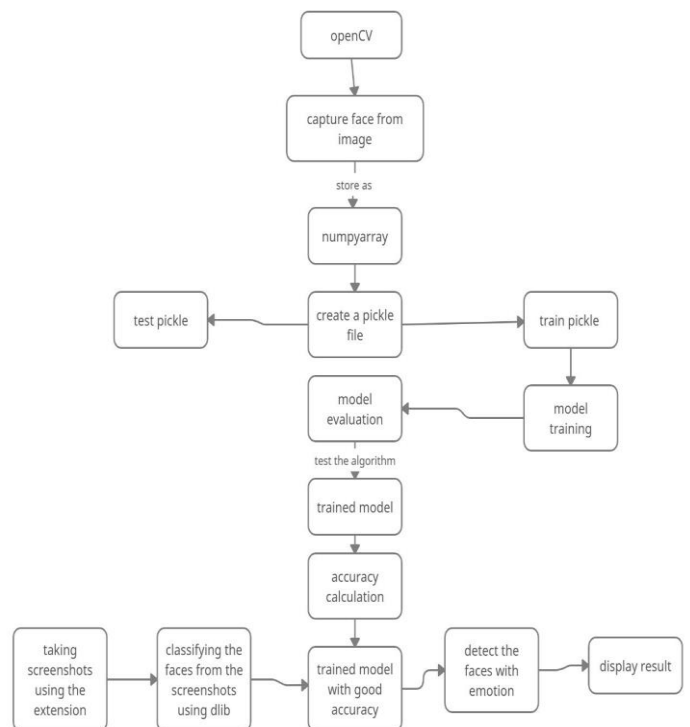 openCV
capture face from
image
store as
numpyarray
test pickle
create a pickle
file
train pickle
model
evaluation
model
training
test the algorithm
trained model
accuracy
calculation
taking
screenshots
using the
extension
classifying the
faces from the
screenshots
using dlib
trained model
with good
accuracy
detect the
faces with
emotion
display result